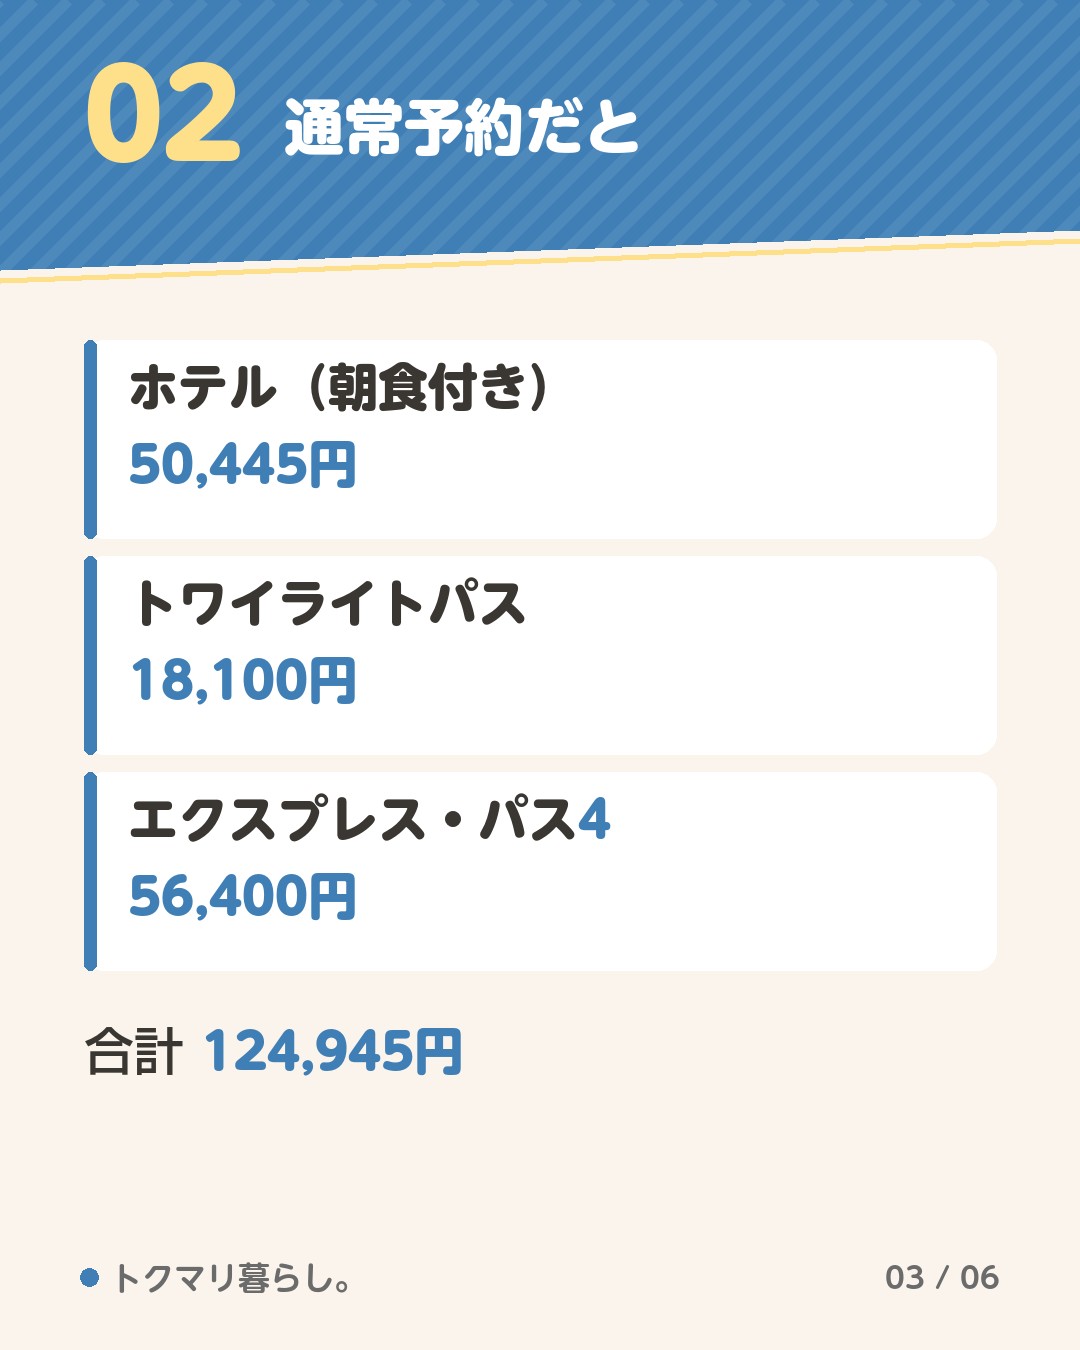 02 通常予約だと
ホテル（朝食付き）
50,445円
トワイライトパス
18,100円
エクスプレス・パス4
56,400円
合計 124,945円
トクマリ暮らし。
03 / 06